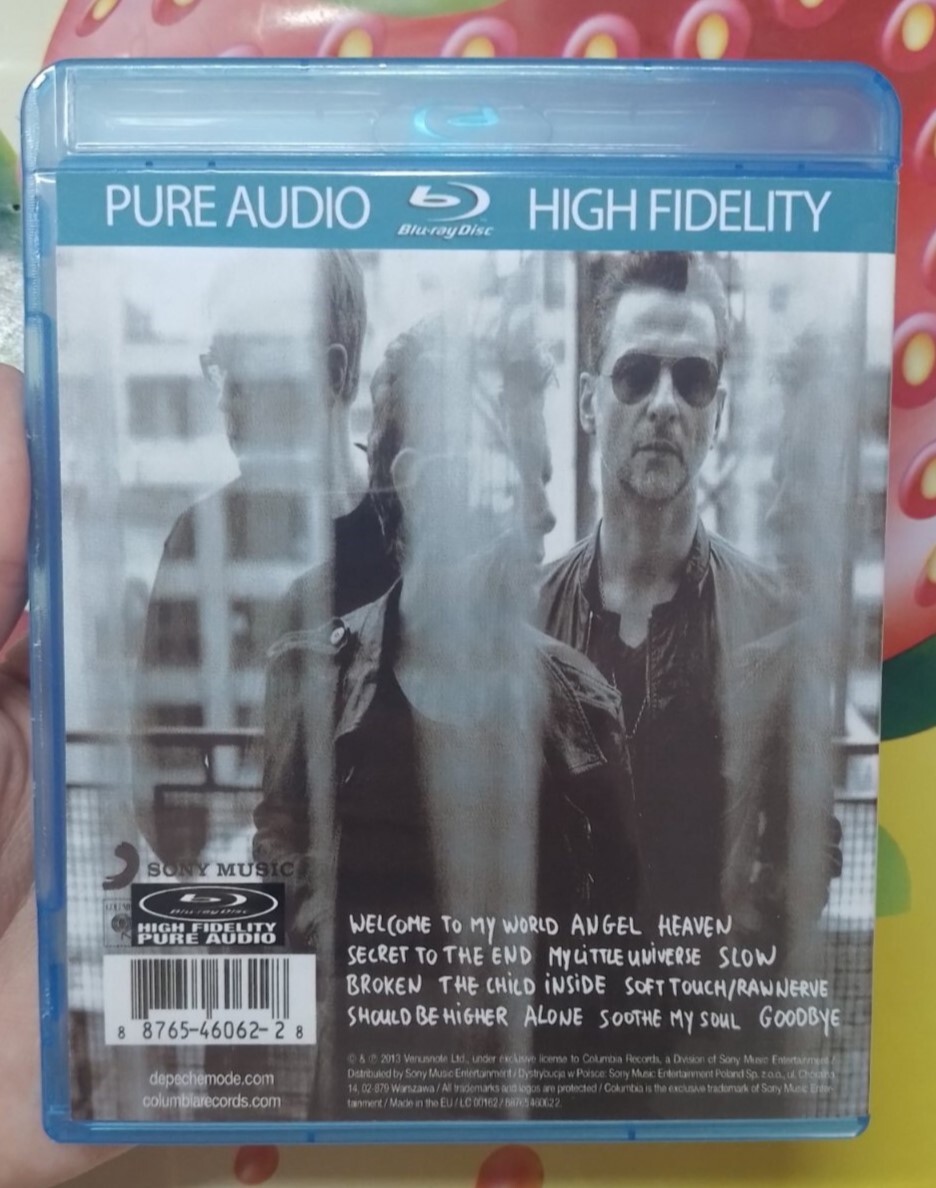 PURE AUDIO Blu-ray Disc HIGH FIDELITY
SONY MUSIC
Blu-ray Disc
HIGH FIDELITY
PURE AUDIO
8 8765-46062-2 8
depechemode.com
columbiarecords.com
WELCOME TO MY WORLD ANGEL HEAVEN
SECRET TO THE END MY LITTLE UNIVERSE SLOW
BROKEN THE CHILD INSIDE SOFT TOUCH/RAW NERVE
SHOULD BE HIGHER ALONE SOOTHE MY SOUL GOODBYE
© & ℗ 2013 Venusnote Ltd., under exclusive license to Columbia Records, a Division of Sony Music Entertainment /
Distributed by Sony Music Entertainment / Dystrybucja w Polsce: Sony Music Entertainment Poland Sp. z.o.o., ul.
14, 02-879 Warszawa / All trademarks and logos are protected / Columbia is the exclusive trademark of Sony Music Enter-
tainment / Made in the EU / LC 00162 / 88765460622